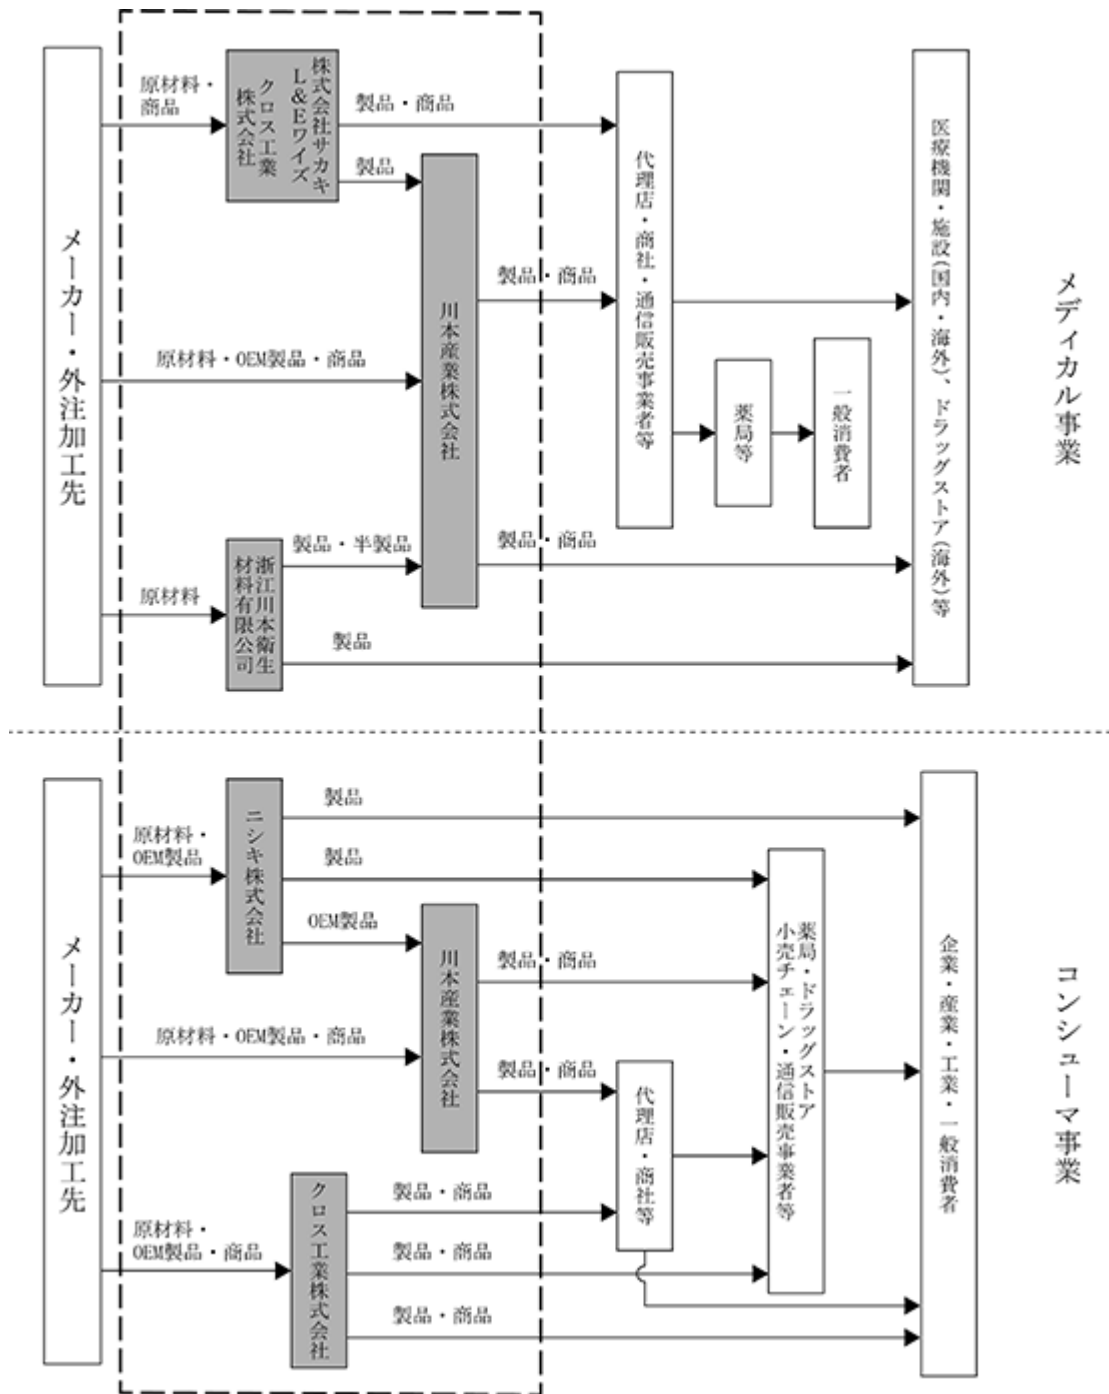 メディカル事業
メーカー・外注加工先
原材料・
商品
株式会社サカキ
L&Eワイズ
クロス工業
株式会社
製品・商品
製品
原材料・OEM製品・商品
川本産業株式会社
製品・商品
代理店・商社・通信販売事業者等
薬局等
一般消費者
医療機関・施設(国内・海外)、ドラッグストア(海外)等
原材料
浙江川本衛生
材料有限公司
製品・半製品
製品・商品
製品
コンシューマ事業
メーカー・外注加工先
原材料・
OEM製品
ニシキ株式会社
製品
製品
OEM製品
原材料・OEM製品・商品
川本産業株式会社
製品・商品
製品・商品
代理店・商社等
薬局・ドラッグストア
小売チェーン・通信販売事業者等
企業・産業・工業・一般消費者
原材料・
OEM製品・商品
クロス工業株式会社
製品・商品
製品・商品
製品・商品